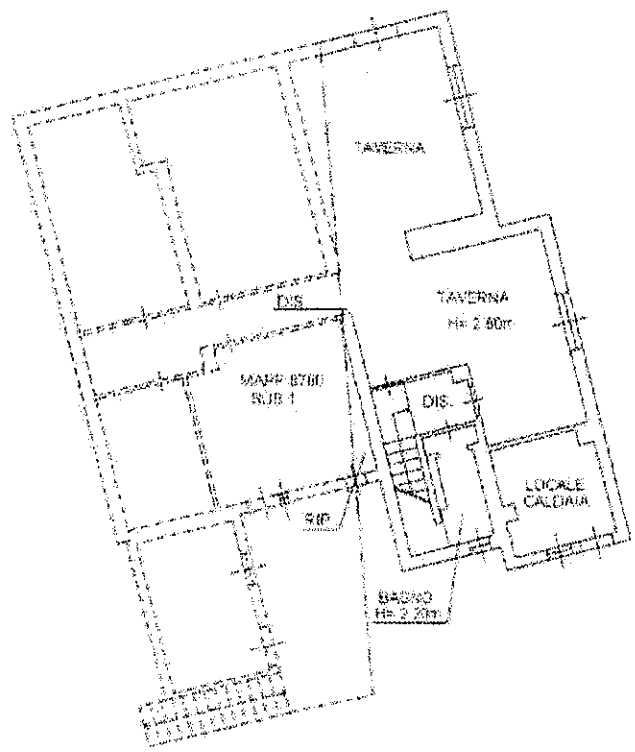 TAVERNA
TAVERNA
H= 2.60m
DIS.
MAPP. 8760
SUB 1
DIS.
LOCALE
CALDAIA
RIP.
BAGNO
H= 2.20m